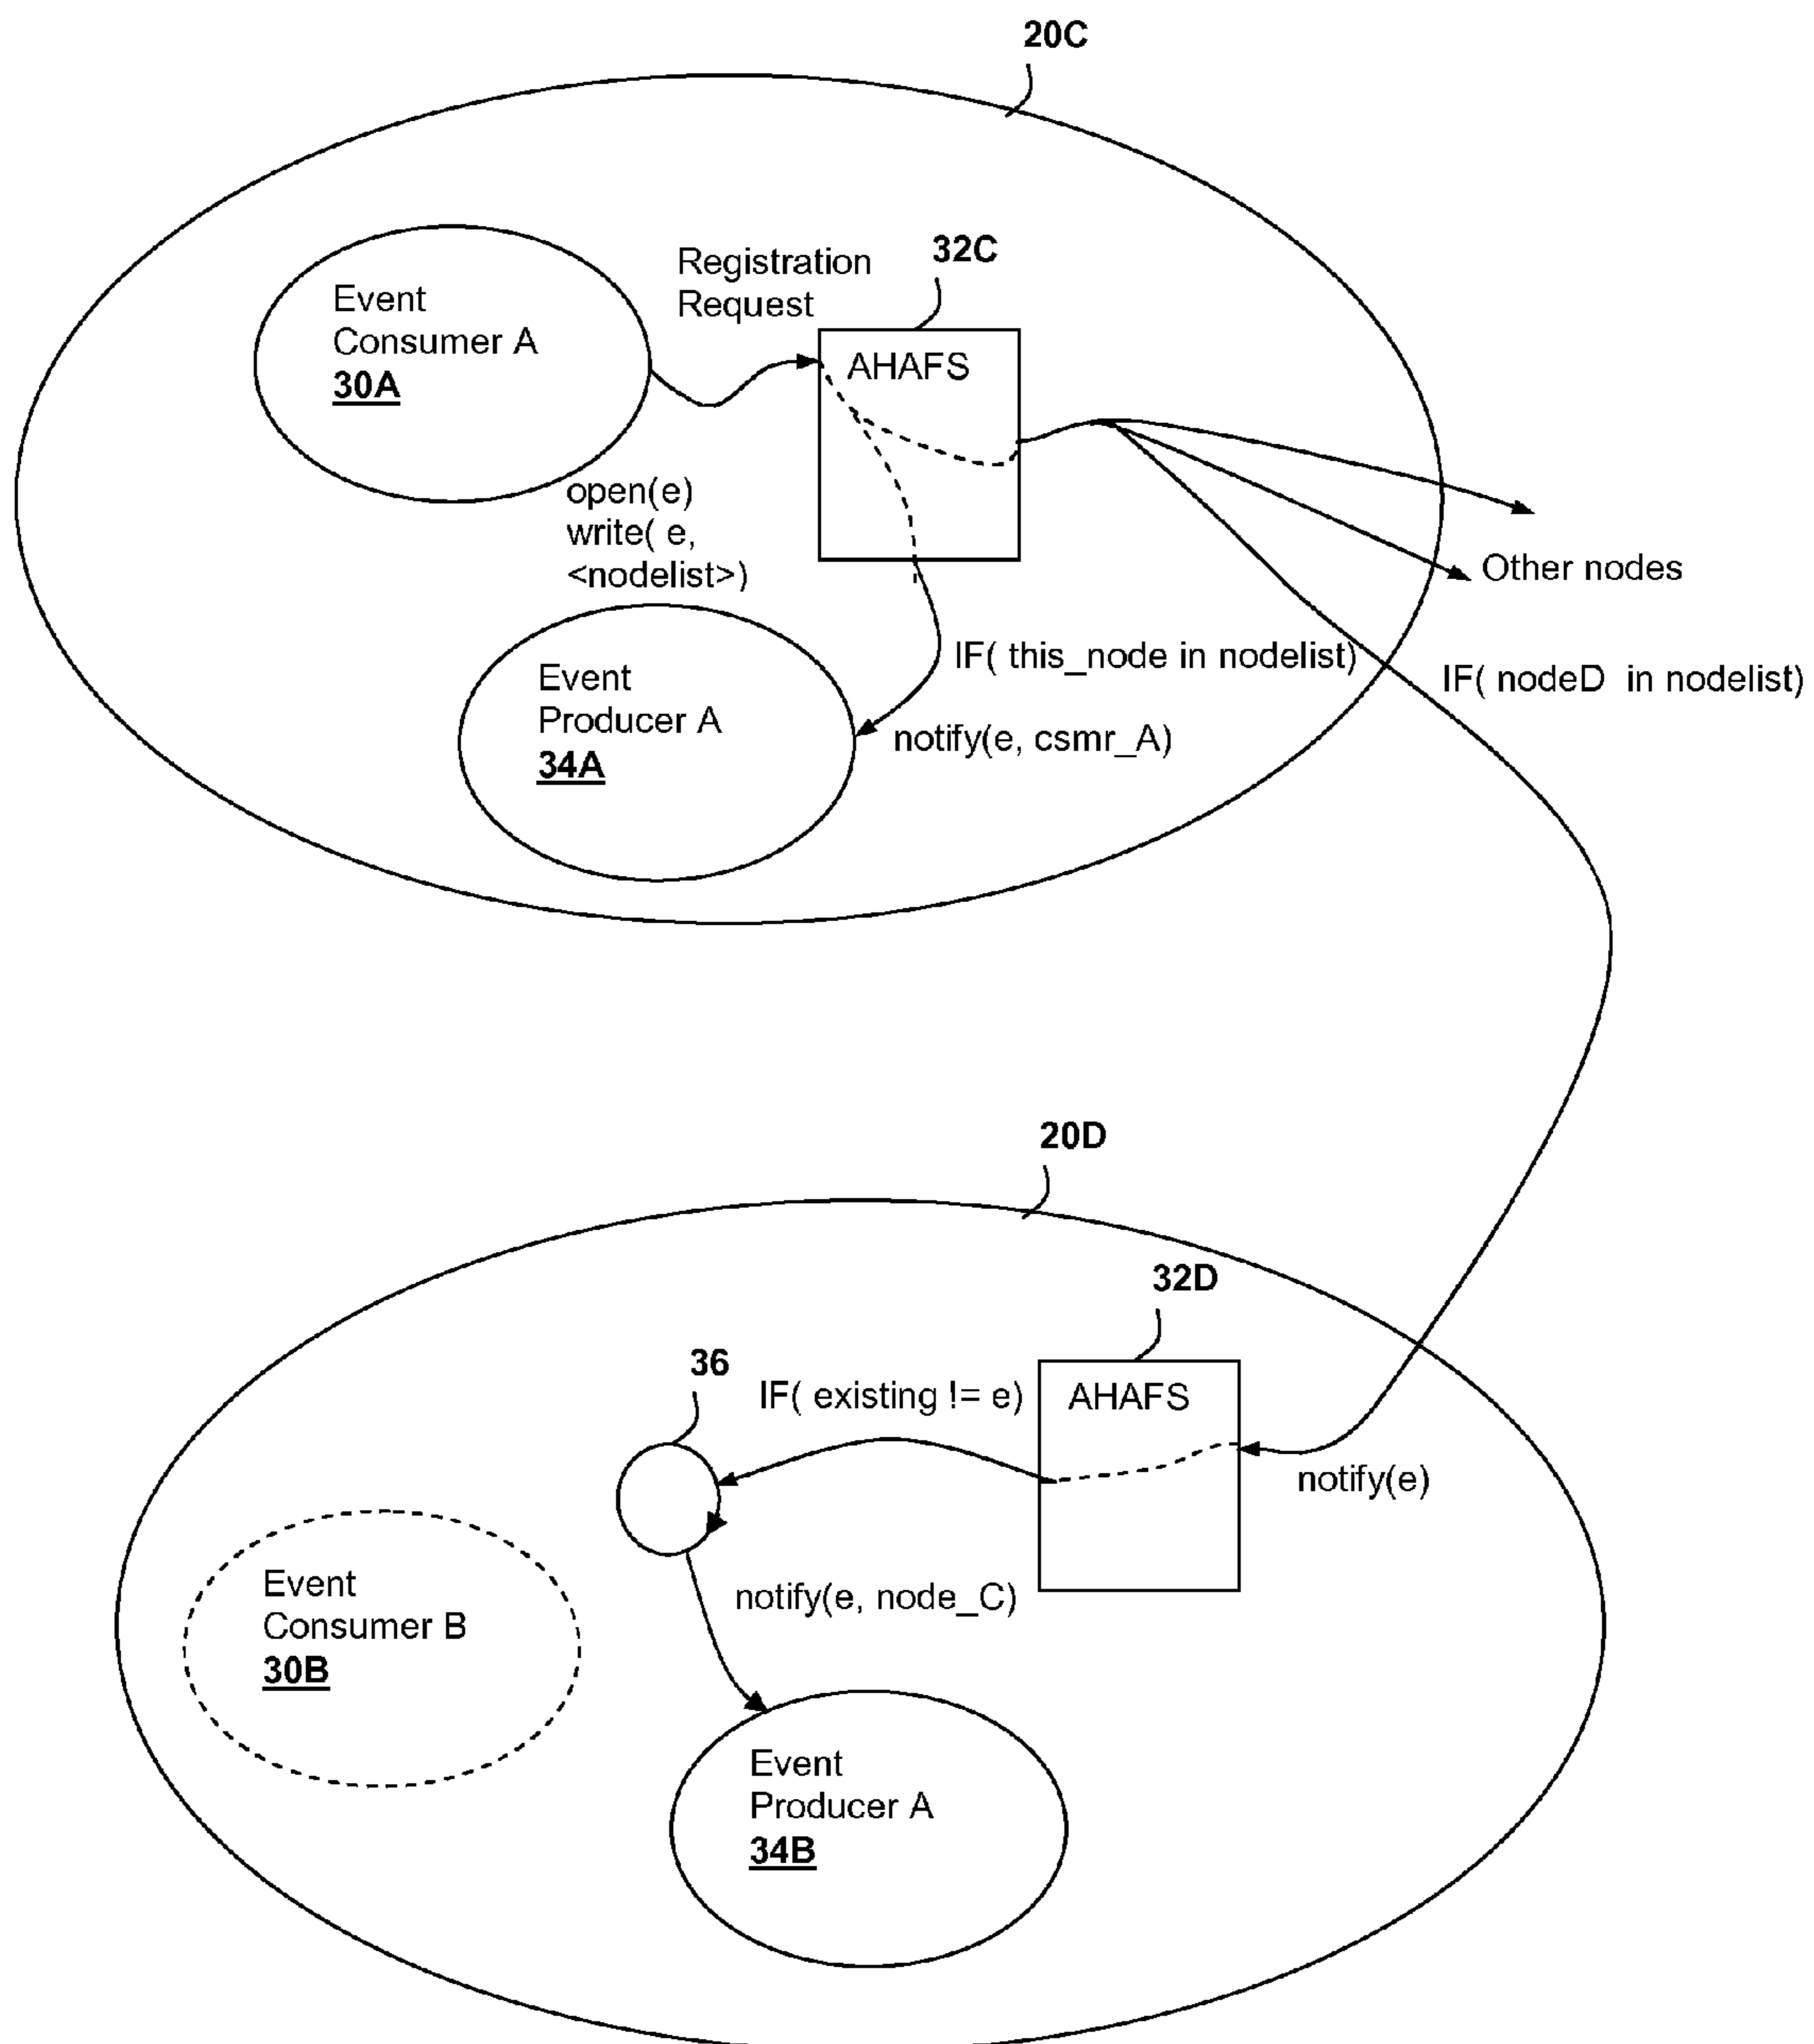 20C
Registration
Request
32C
Event
Consumer A
30A
AHAFS
open(e)
write( e,
<nodelist>)
Other nodes
IF( this_node in nodelist)
IF( nodeD  in nodelist)
Event
Producer A
34A
notify(e, csmr_A)
20D
32D
36
IF( existing != e)
AHAFS
notify(e)
Event
Consumer B
30B
notify(e, node_C)
Event
Producer A
34B